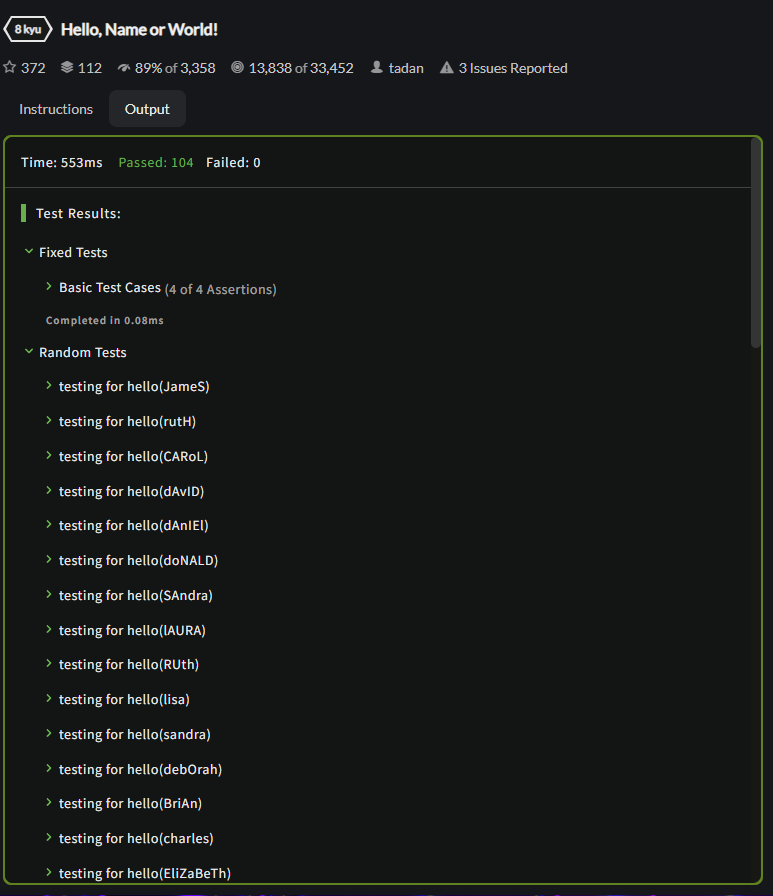 8 kyu Hello, Name or World!
372 112 89% of 3,358 13,838 of 33,452 tadan 3 Issues Reported
Instructions Output
Time: 553ms Passed: 104 Failed: 0
Test Results:
Fixed Tests
Basic Test Cases (4 of 4 Assertions)
Completed in 0.08ms
Random Tests
testing for hello(JameS)
testing for hello(rutH)
testing for hello(CARoL)
testing for hello(dAvID)
testing for hello(dAnIEl)
testing for hello(doNALD)
testing for hello(SAndra)
testing for hello(lAURA)
testing for hello(RUth)
testing for hello(lisa)
testing for hello(sandra)
testing for hello(debOrah)
testing for hello(BriAn)
testing for hello(charles)
testing for hello(EliZaBeTh)